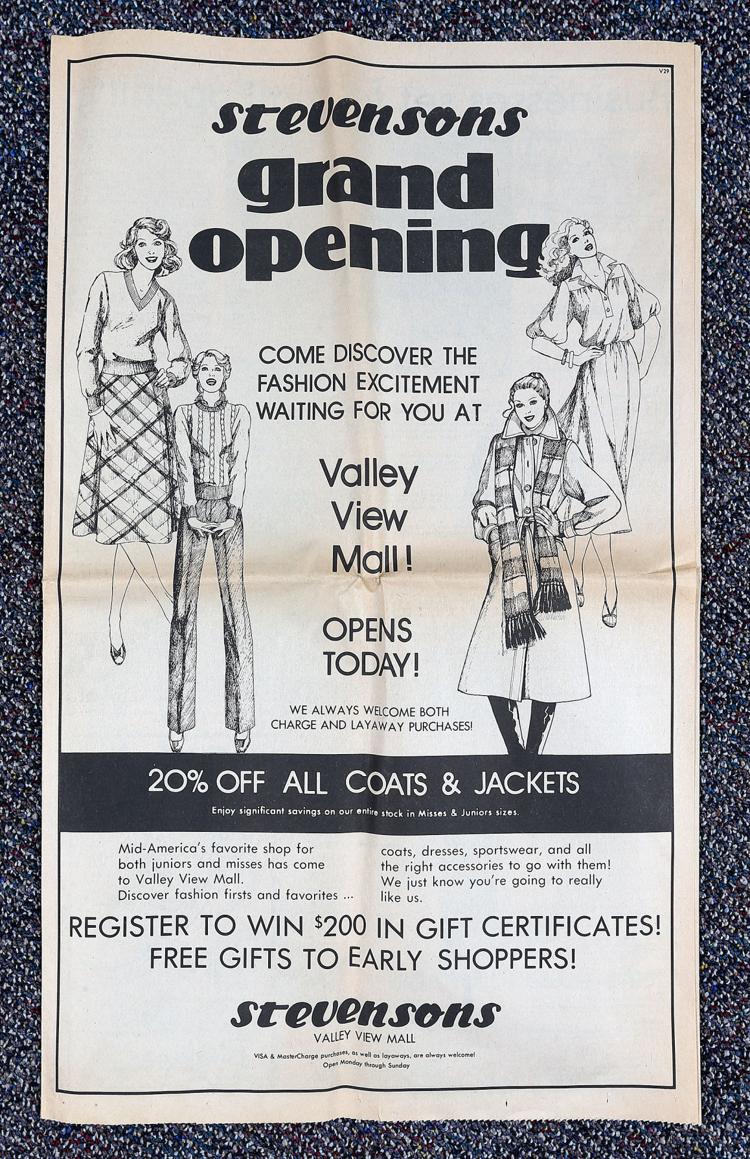 V29
stevensons
grand
opening
COME DISCOVER THE
FASHION EXCITEMENT
WAITING FOR YOU AT
Valley
View
Mall!
OPENS
TODAY!
WE ALWAYS WELCOME BOTH
CHARGE AND LAYAWAY PURCHASES!
20% OFF ALL COATS & JACKETS
Enjoy significant savings on our entire stock in Misses & Juniors sizes.
Mid-America's favorite shop for
both juniors and misses has come
to Valley View Mall.
Discover fashion firsts and favorites ...
coats, dresses, sportswear, and all
the right accessories to go with them!
We just know you're going to really
like us.
REGISTER TO WIN $200 IN GIFT CERTIFICATES!
FREE GIFTS TO EARLY SHOPPERS!
stevensons
VALLEY VIEW MALL
VISA & MasterCharge purchases, as well as layaways, are always welcome!
Open Monday through Sunday